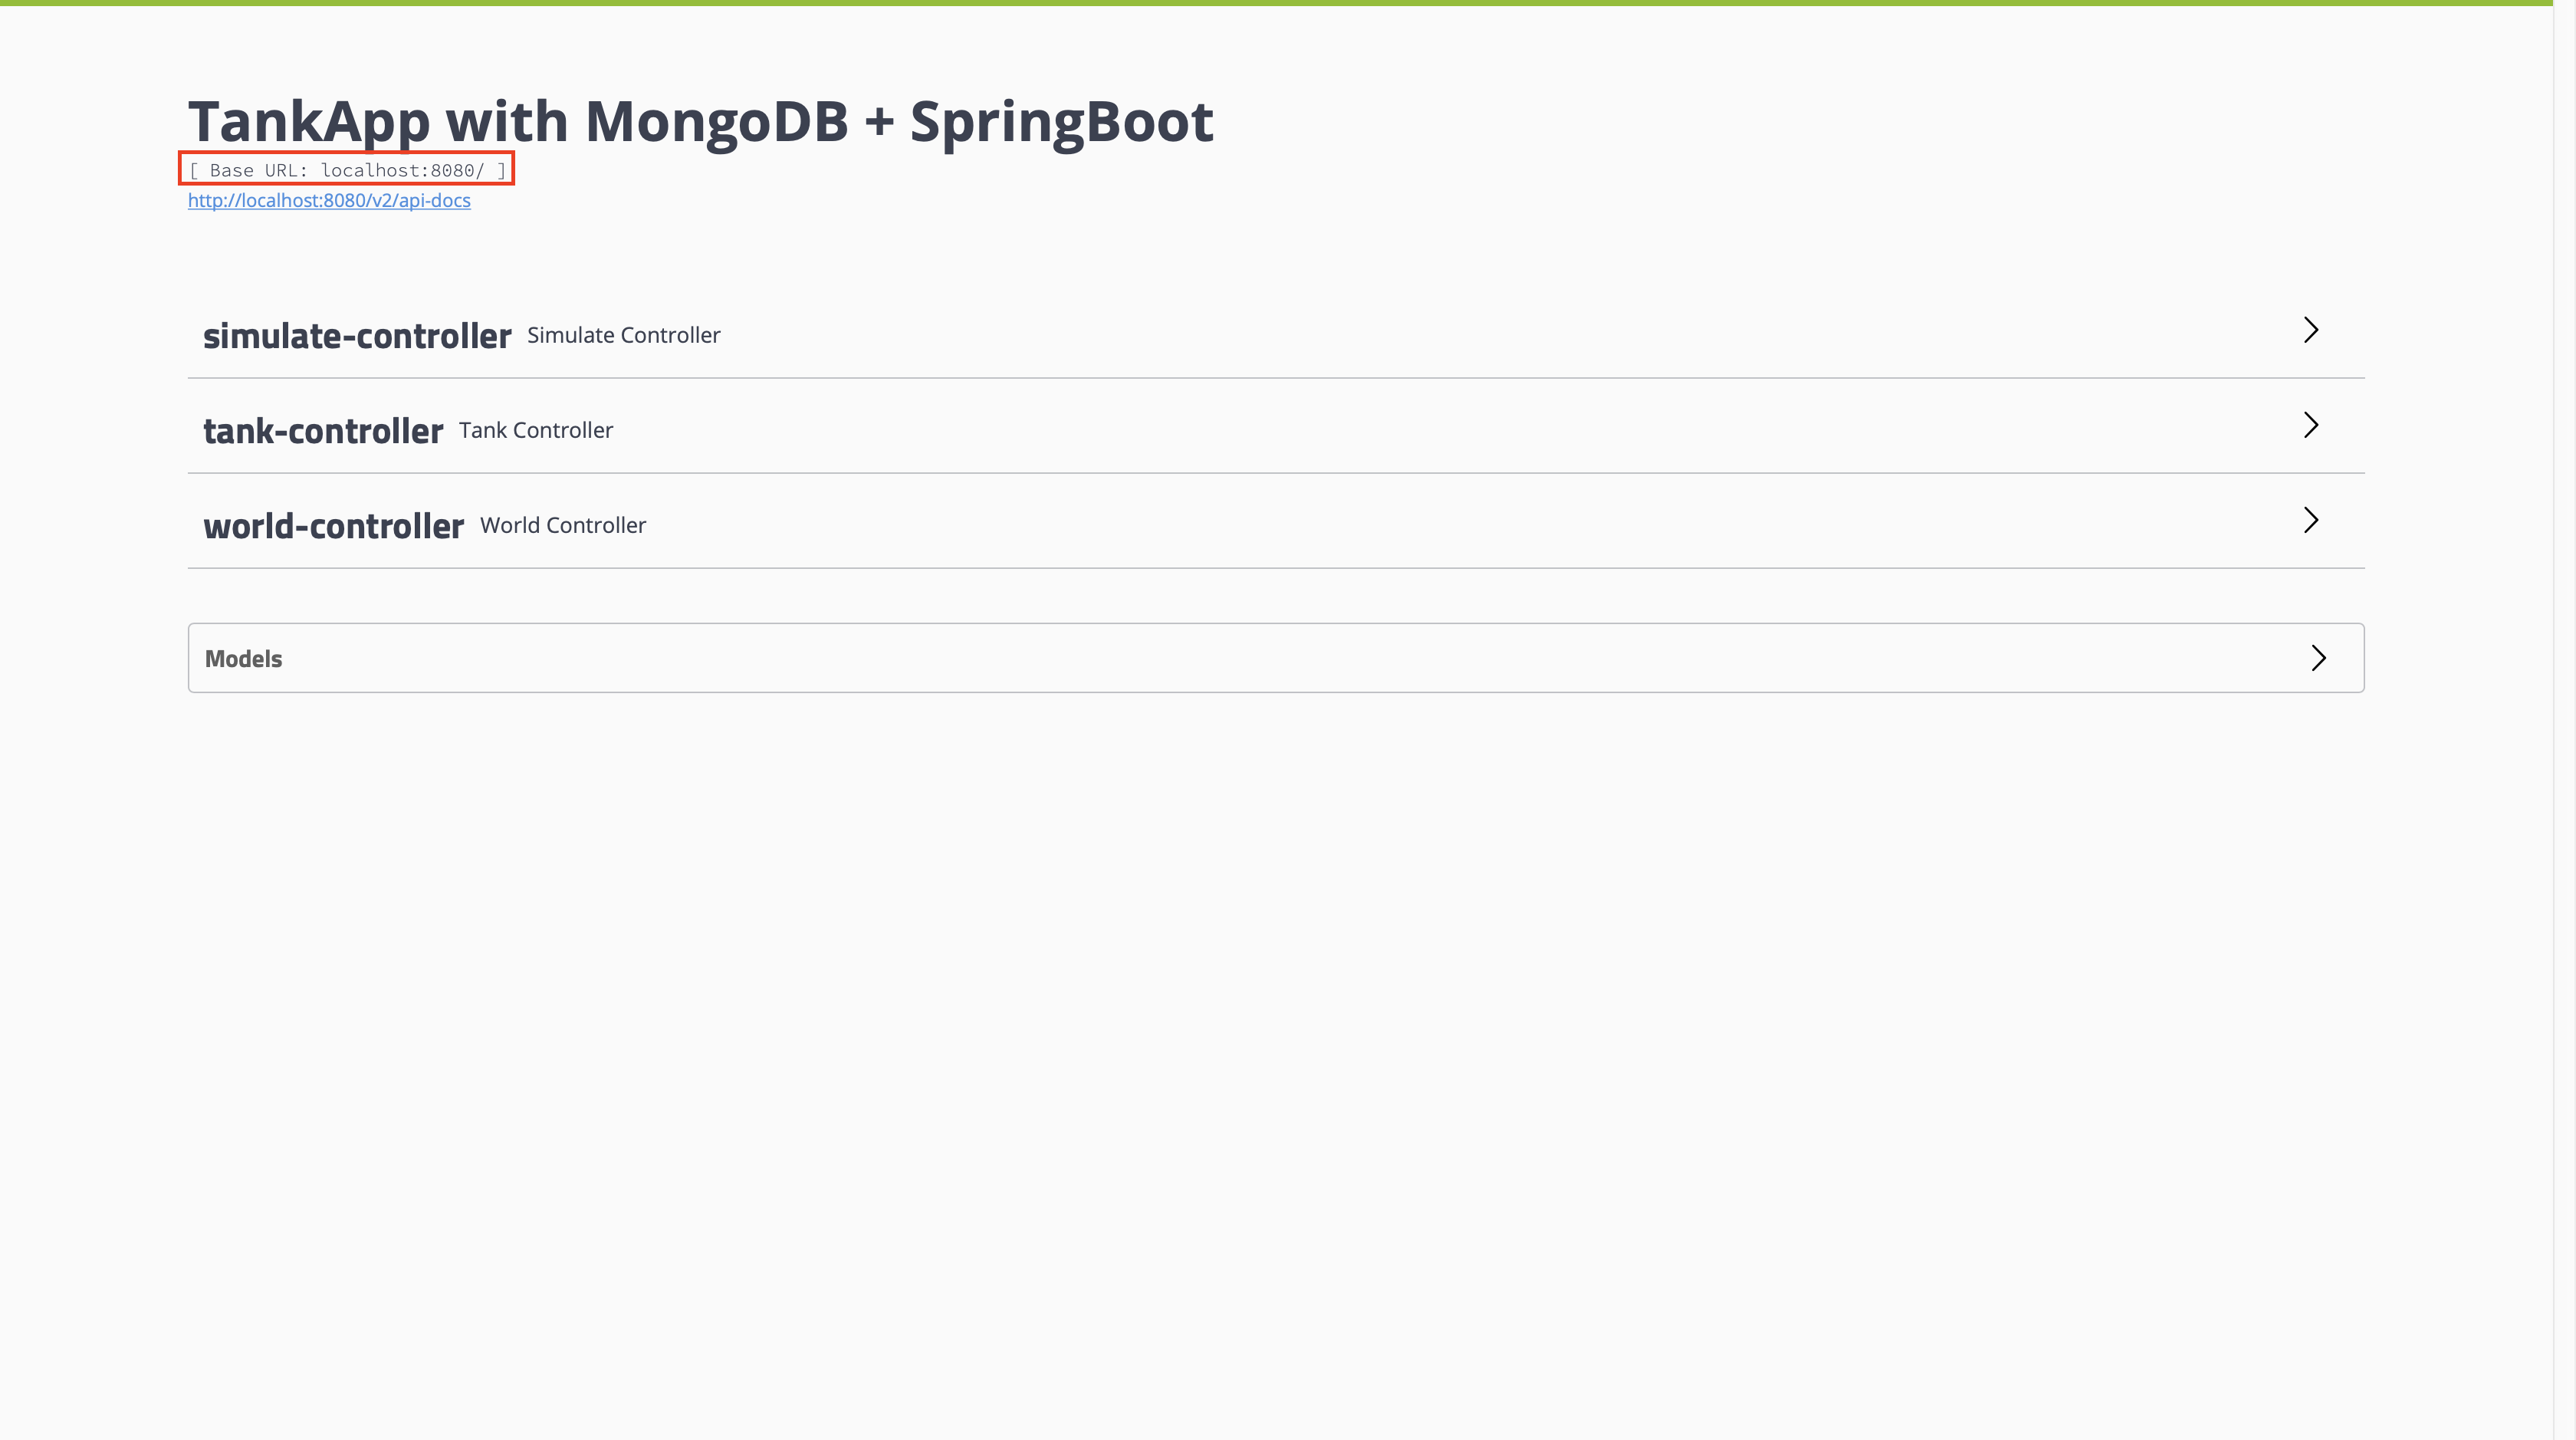 TankApp with MongoDB + SpringBoot
[ Base URL: localhost:8080/ ]
http://localhost:8080/v2/api-docs
simulate-controller Simulate Controller
tank-controller Tank Controller
world-controller World Controller
Models